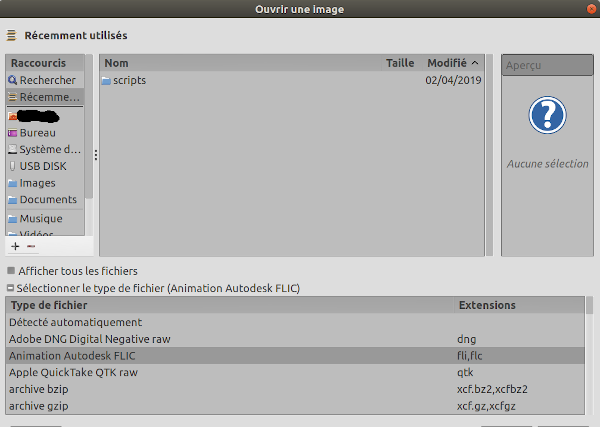 Ouvrir une image
Récemment utilisés
Raccourcis
Nom Taille Modifié
Aperçu
Rechercher
scripts 02/04/2019
Récemme…
Bureau
Système d…
USB DISK
Aucune sélection
Images
Documents
Musique
Vidéos
Afficher tous les fichiers
Sélectionner le type de fichier (Animation Autodesk FLIC)
Type de fichier Extensions
Détecté automatiquement
Adobe DNG Digital Negative raw dng
Animation Autodesk FLIC fli,flc
Apple QuickTake QTK raw qtk
archive bzip xcf.bz2,xcfbz2
archive gzip xcf.gz,xcfgz